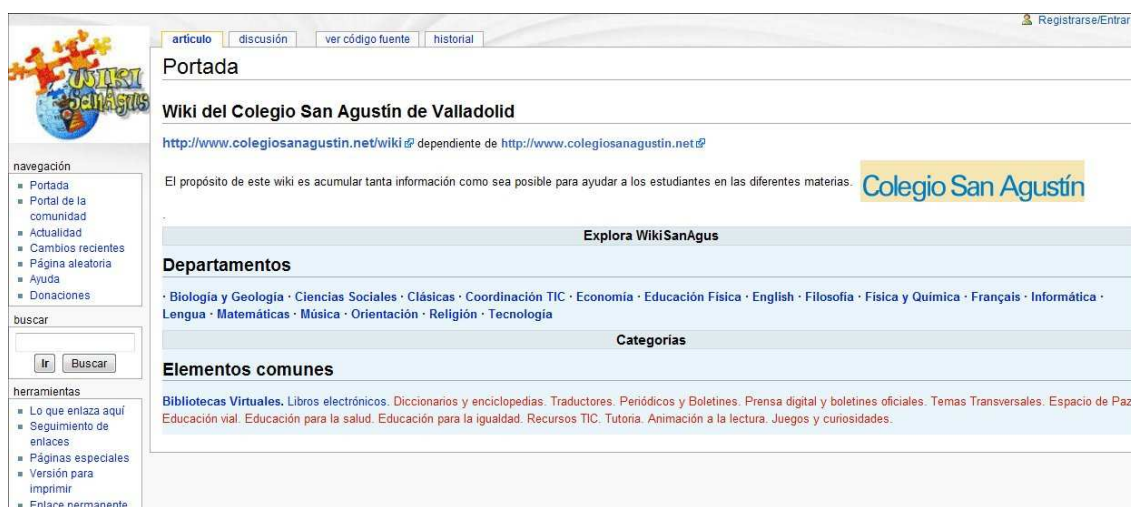 Registrarse/Entrar
artículo
discusión
ver código fuente
historial
WIKI
SanAgus
Portada
Wiki del Colegio San Agustín de Valladolid
http://www.colegiosanagustin.net/wiki dependiente de http://www.colegiosanagustin.net
El propósito de este wiki es acumular tanta información como sea posible para ayudar a los estudiantes en las diferentes materias.
Colegio San Agustín
.
Explora WikiSanAgus
Departamentos
· Biología y Geología · Ciencias Sociales · Clásicas · Coordinación TIC · Economía · Educación Física · English · Filosofía · Física y Química · Français · Informática ·
Lengua · Matemáticas · Música · Orientación · Religión · Tecnología
Categorías
Elementos comunes
Bibliotecas Virtuales. Libros electrónicos. Diccionarios y enciclopedias. Traductores. Periódicos y Boletines. Prensa digital y boletines oficiales. Temas Transversales. Espacio de Paz
Educación vial. Educación para la salud. Educación para la igualdad. Recursos TIC. Tutoria. Animación a la lectura. Juegos y curiosidades.
navegación
Portada
Portal de la
comunidad
Actualidad
Cambios recientes
Página aleatoria
Ayuda
Donaciones
buscar
Ir
Buscar
herramientas
Lo que enlaza aquí
Seguimiento de
enlaces
Páginas especiales
Versión para
imprimir
Enlace permanente